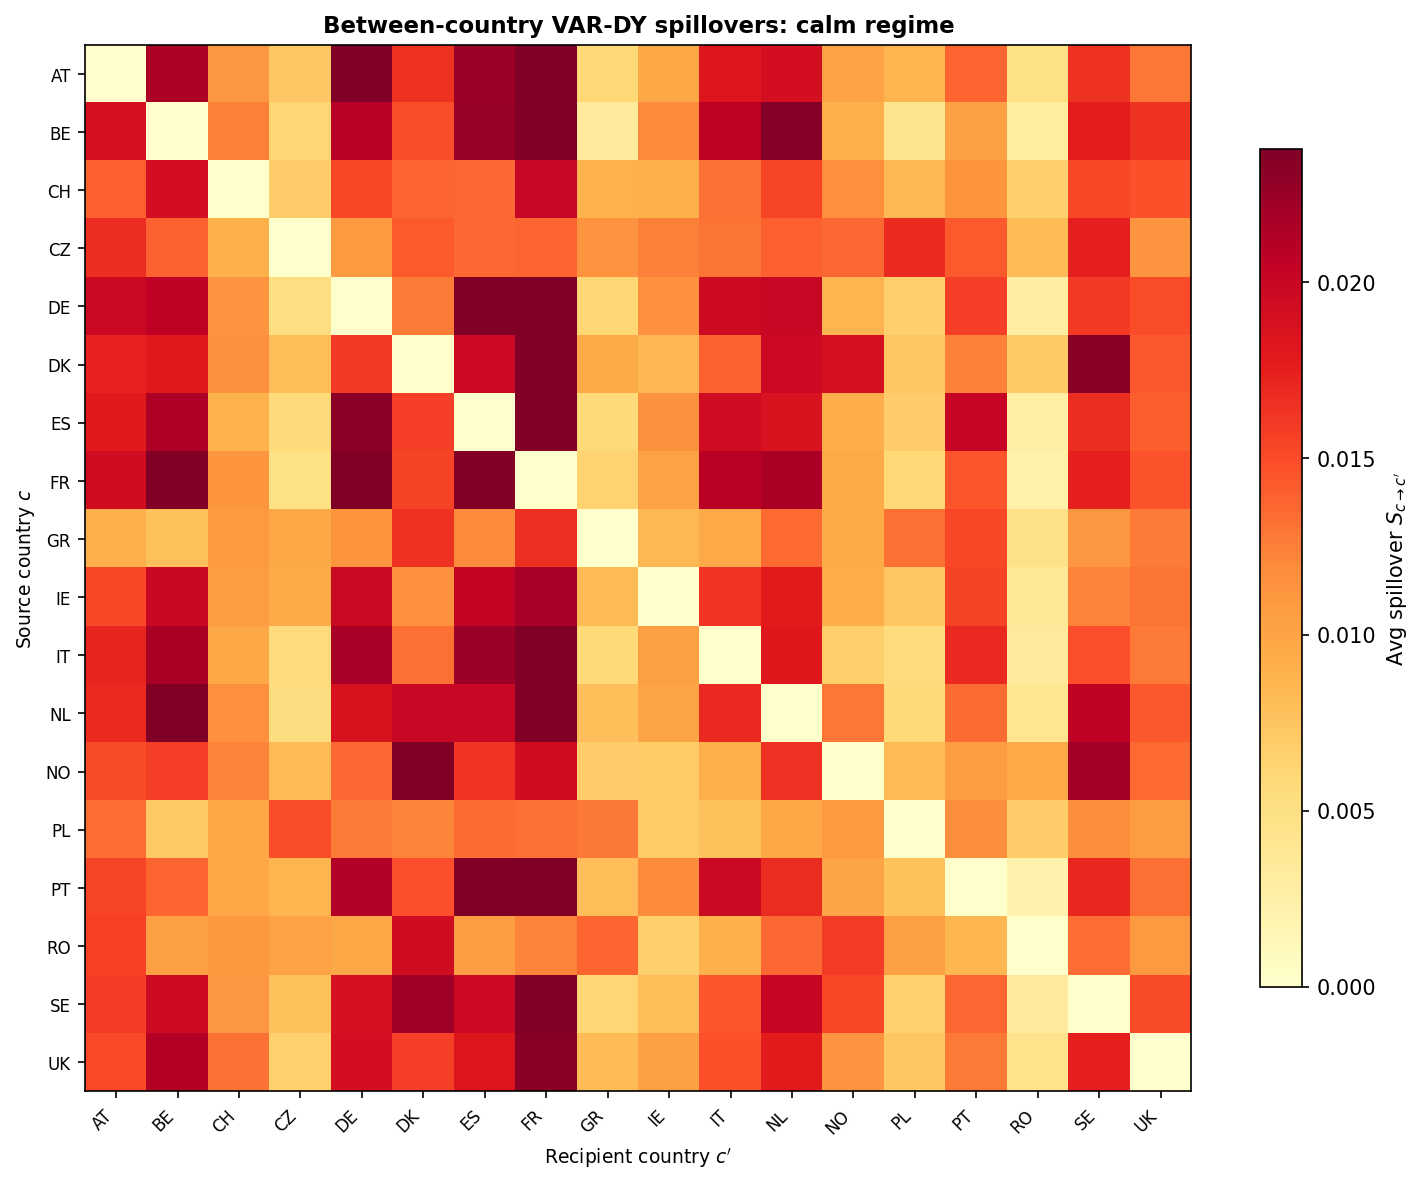 Between-country VAR-DY spillovers: calm regime
Source country c
AT
BE
CH
CZ
DE
DK
ES
FR
GR
IE
IT
NL
NO
PL
PT
RO
SE
UK
AT BE CH CZ DE DK ES FR GR IE IT NL NO PL PT RO SE UK
Recipient country c′
0.020
0.015
0.010
0.005
0.000
Avg spillover S_{c→c′}